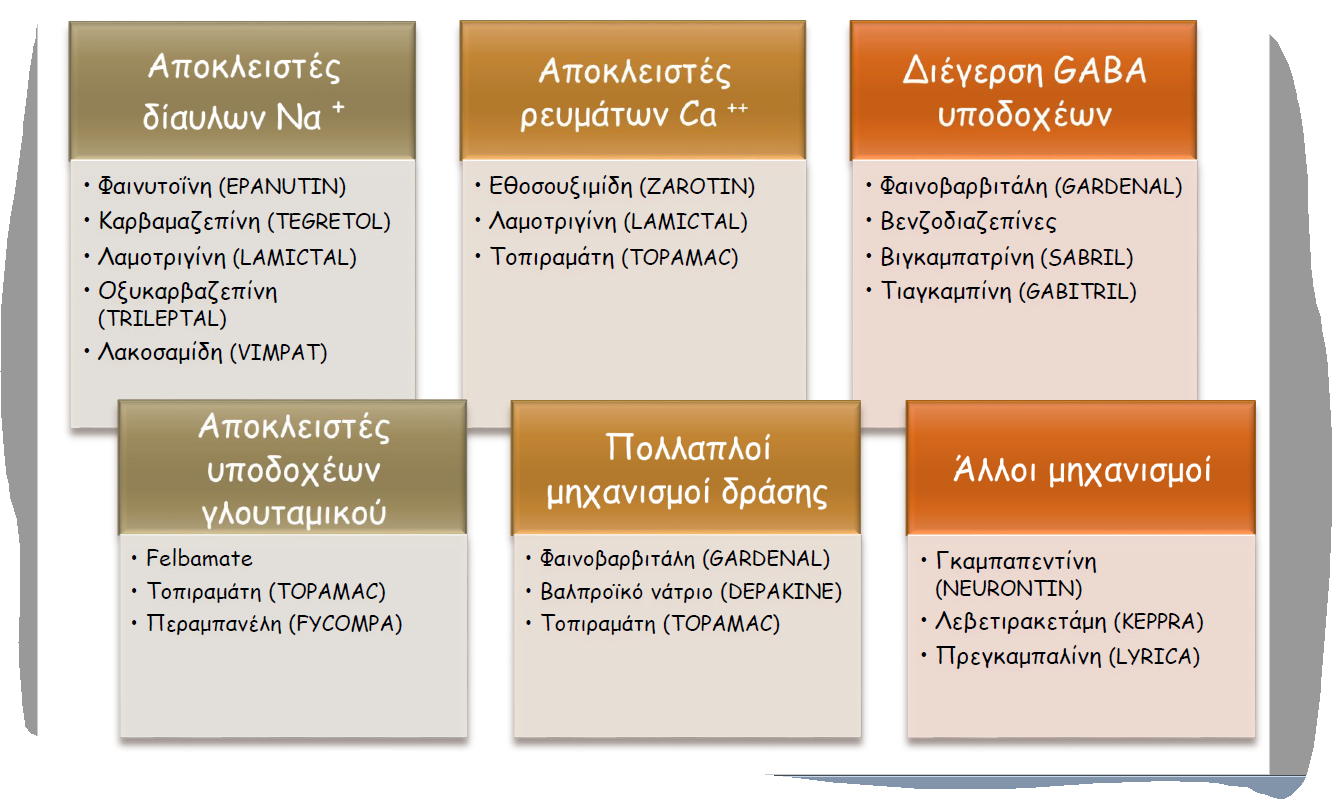 Αποκλειστές
δίαυλων Na +
• Φαινυτοΐνη (EPANUTIN)
• Καρβαμαζεπίνη (TEGRETOL)
• Λαμοτριγίνη (LAMICTAL)
• Οξυκαρβαζεπίνη
(TRILEPTAL)
• Λακοσαμίδη (VIMPAT)
Αποκλειστές
ρευμάτων Ca ++
• Εθοσουξιμίδη (ZAROTIN)
• Λαμοτριγίνη (LAMICTAL)
• Τοπιραμάτη (TOPAMAC)
Διέγερση GABA
υποδοχέων
• Φαινοβαρβιτάλη (GARDENAL)
• Βενζοδιαζεπίνες
• Βιγκαμπατρίνη (SABRIL)
• Τιαγκαμπίνη (GABITRIL)
Αποκλειστές
υποδοχέων
γλουταμικού
• Felbamate
• Τοπιραμάτη (TOPAMAC)
• Περαμπανέλη (FYCOMPA)
Πολλαπλοί
μηχανισμοί δράσης
• Φαινοβαρβιτάλη (GARDENAL)
• Βαλπροϊκό νάτριο (DEPAKINE)
• Τοπιραμάτη (TOPAMAC)
Άλλοι μηχανισμοί
• Γκαμπαπεντίνη
(NEURONTIN)
• Λεβετιρακετάμη (KEPPRA)
• Πρεγκαμπαλίνη (LYRICA)